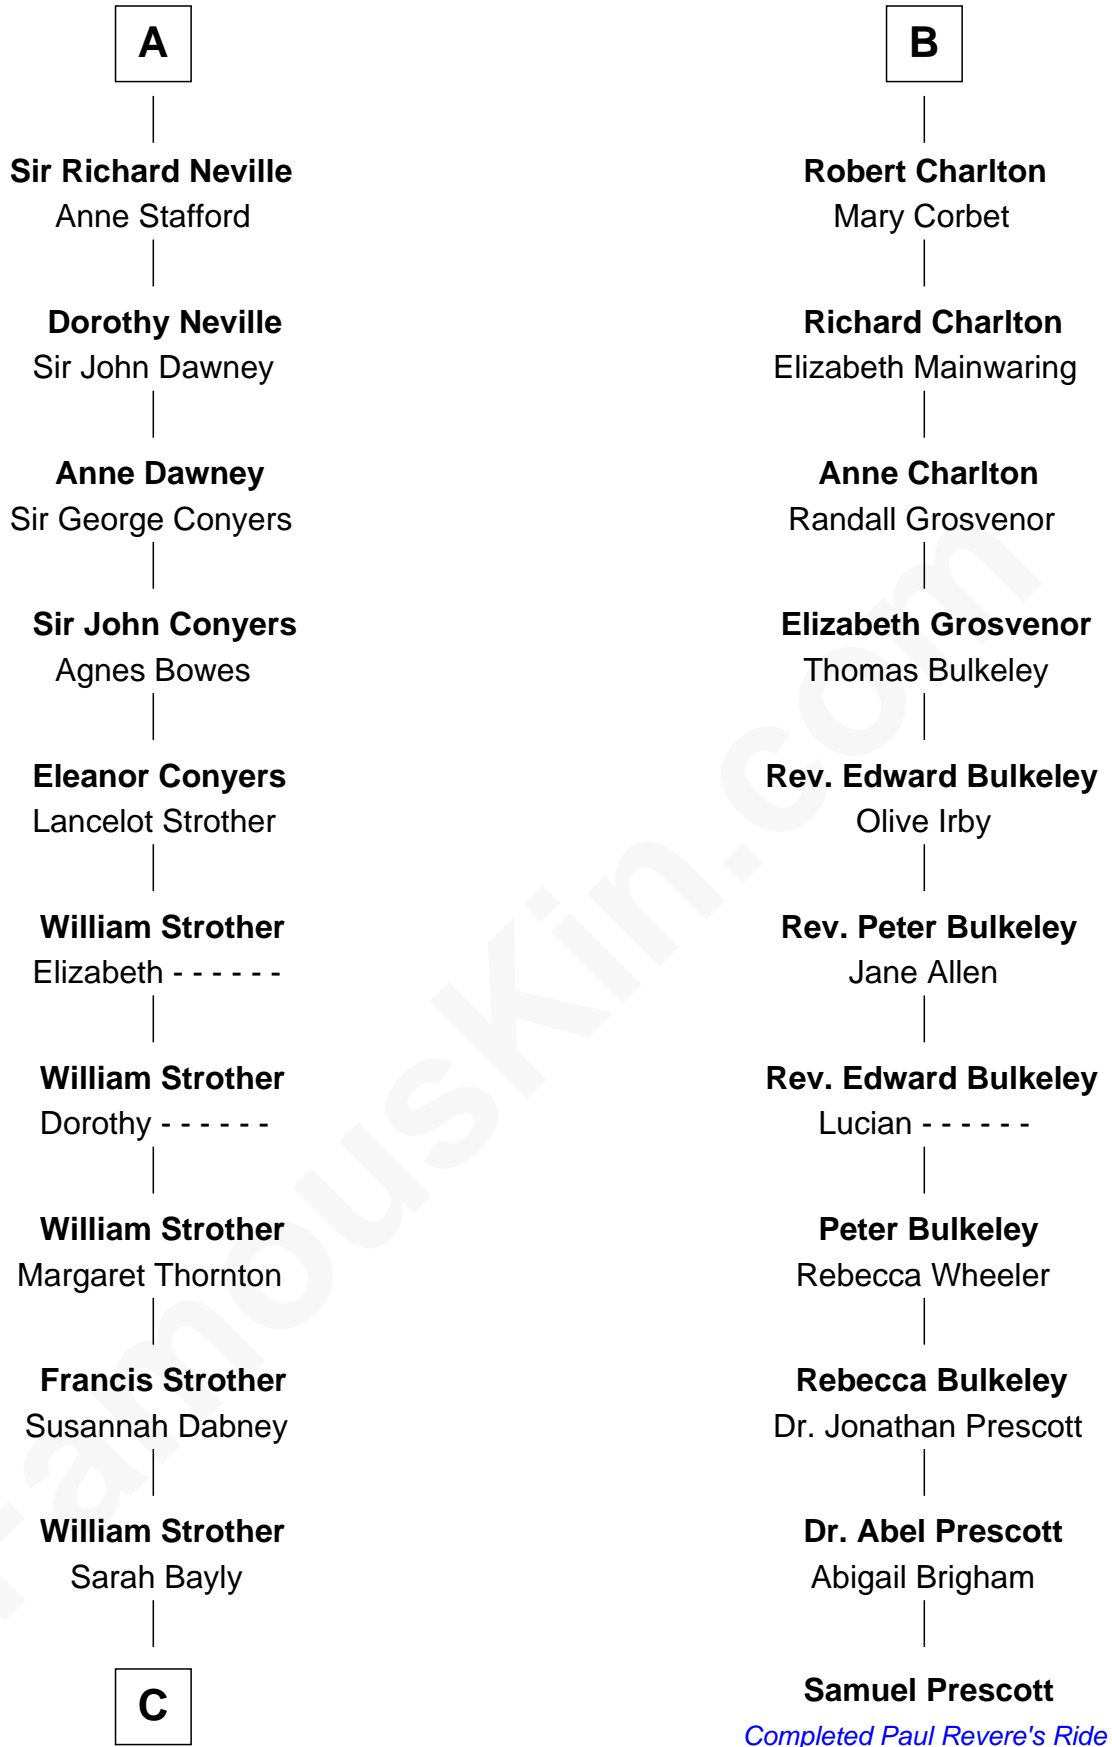 A
Sir Richard Neville
Anne Stafford
Dorothy Neville
Sir John Dawney
Anne Dawney
Sir George Conyers
Sir John Conyers
Agnes Bowes
Eleanor Conyers
Lancelot Strother
William Strother
Elizabeth - - - - - -
William Strother
Dorothy - - - - - -
William Strother
Margaret Thornton
Francis Strother
Susannah Dabney
William Strother
Sarah Bayly
C
B
Robert Charlton
Mary Corbet
Richard Charlton
Elizabeth Mainwaring
Anne Charlton
Randall Grosvenor
Elizabeth Grosvenor
Thomas Bulkeley
Rev. Edward Bulkeley
Olive Irby
Rev. Peter Bulkeley
Jane Allen
Rev. Edward Bulkeley
Lucian - - - - - -
Peter Bulkeley
Rebecca Wheeler
Rebecca Bulkeley
Dr. Jonathan Prescott
Dr. Abel Prescott
Abigail Brigham
Samuel Prescott
Completed Paul Revere's Ride
FamousKin.com